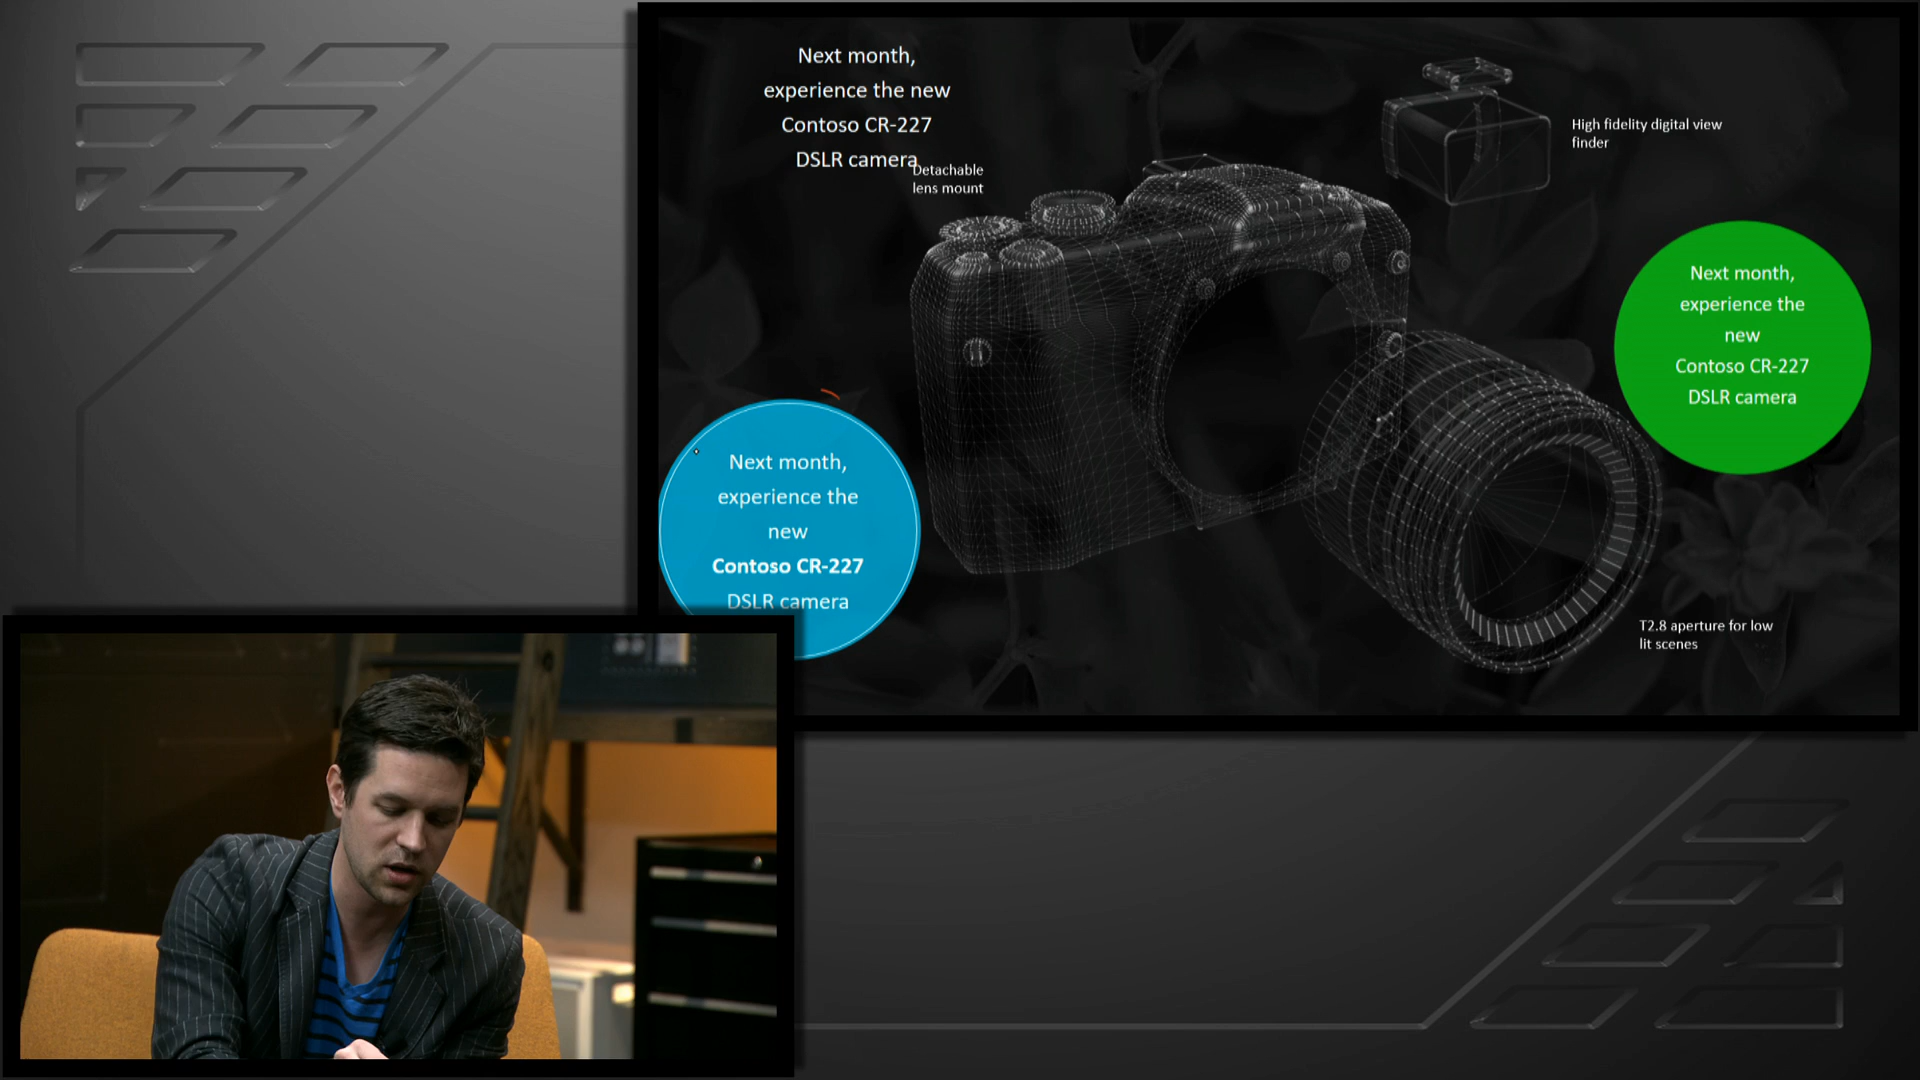 Next month,
experience the new
Contoso CR-227
DSLR camera
Detachable
lens mount
High fidelity digital view
finder
Next month,
experience the
new
Contoso CR-227
DSLR camera
Next month,
experience the
new
Contoso CR-227
DSLR camera
T2.8 aperture for low
lit scenes